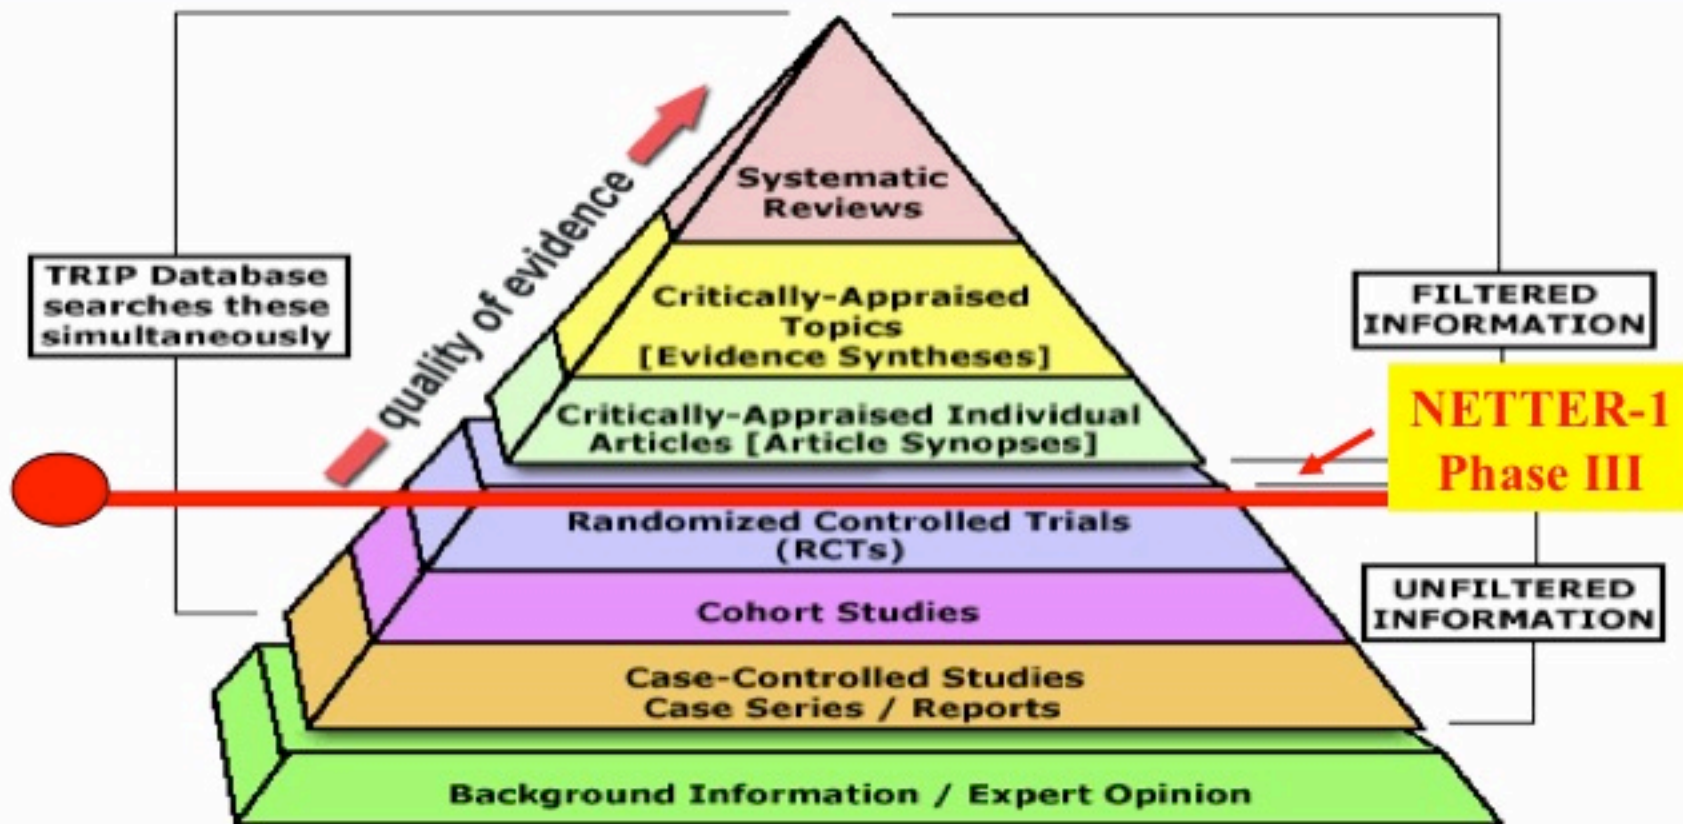 quality of evidence
Systematic
Reviews
TRIP Database
searches these
simultaneously
Critically-Appraised
Topics
[Evidence Syntheses]
FILTERED
INFORMATION
Critically-Appraised Individual
Articles [Article Synopses]
NETTER-1
Phase III
Randomized Controlled Trials
(RCTs)
Cohort Studies
UNFILTERED
INFORMATION
Case-Controlled Studies
Case Series / Reports
Background Information / Expert Opinion